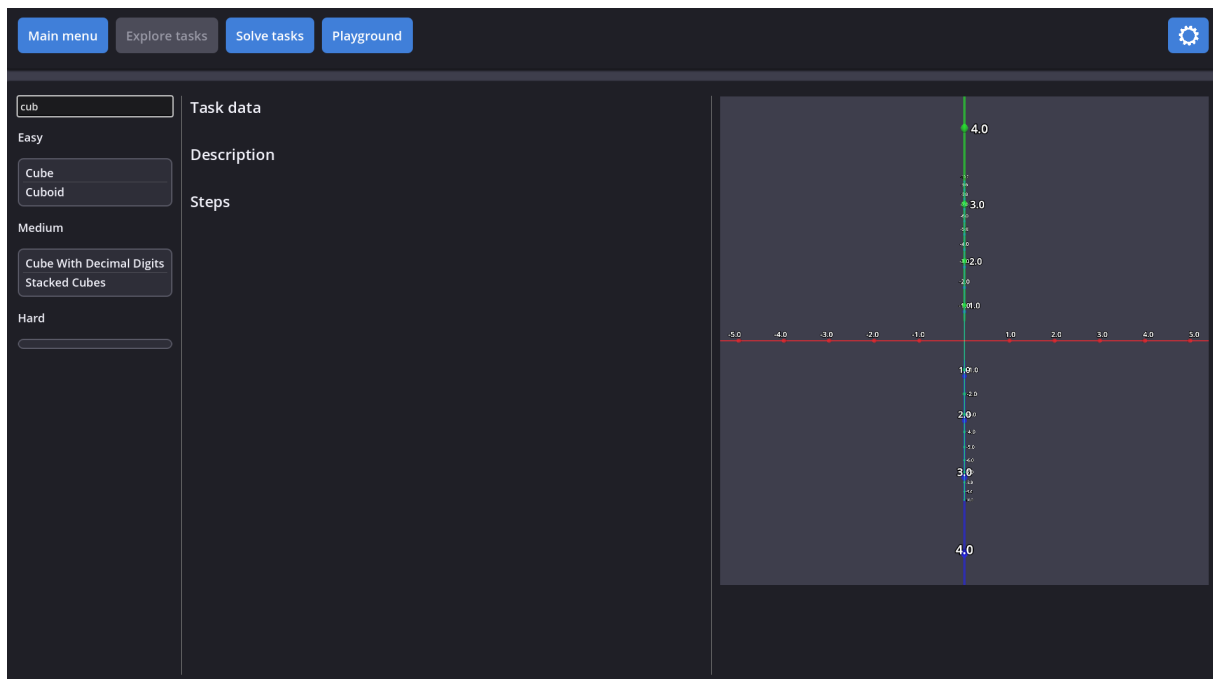 Main menu
Explore tasks
Solve tasks
Playground
cub
Easy
Cube
Cuboid
Medium
Cube With Decimal Digits
Stacked Cubes
Hard
Task data
Description
Steps
4.0
3.0
2.0
2.0
-5.0 -4.0 -3.0 -2.0 -1.0 1.0 2.0 3.0 4.0 5.0
-2.0
2.0
3.0
4.0